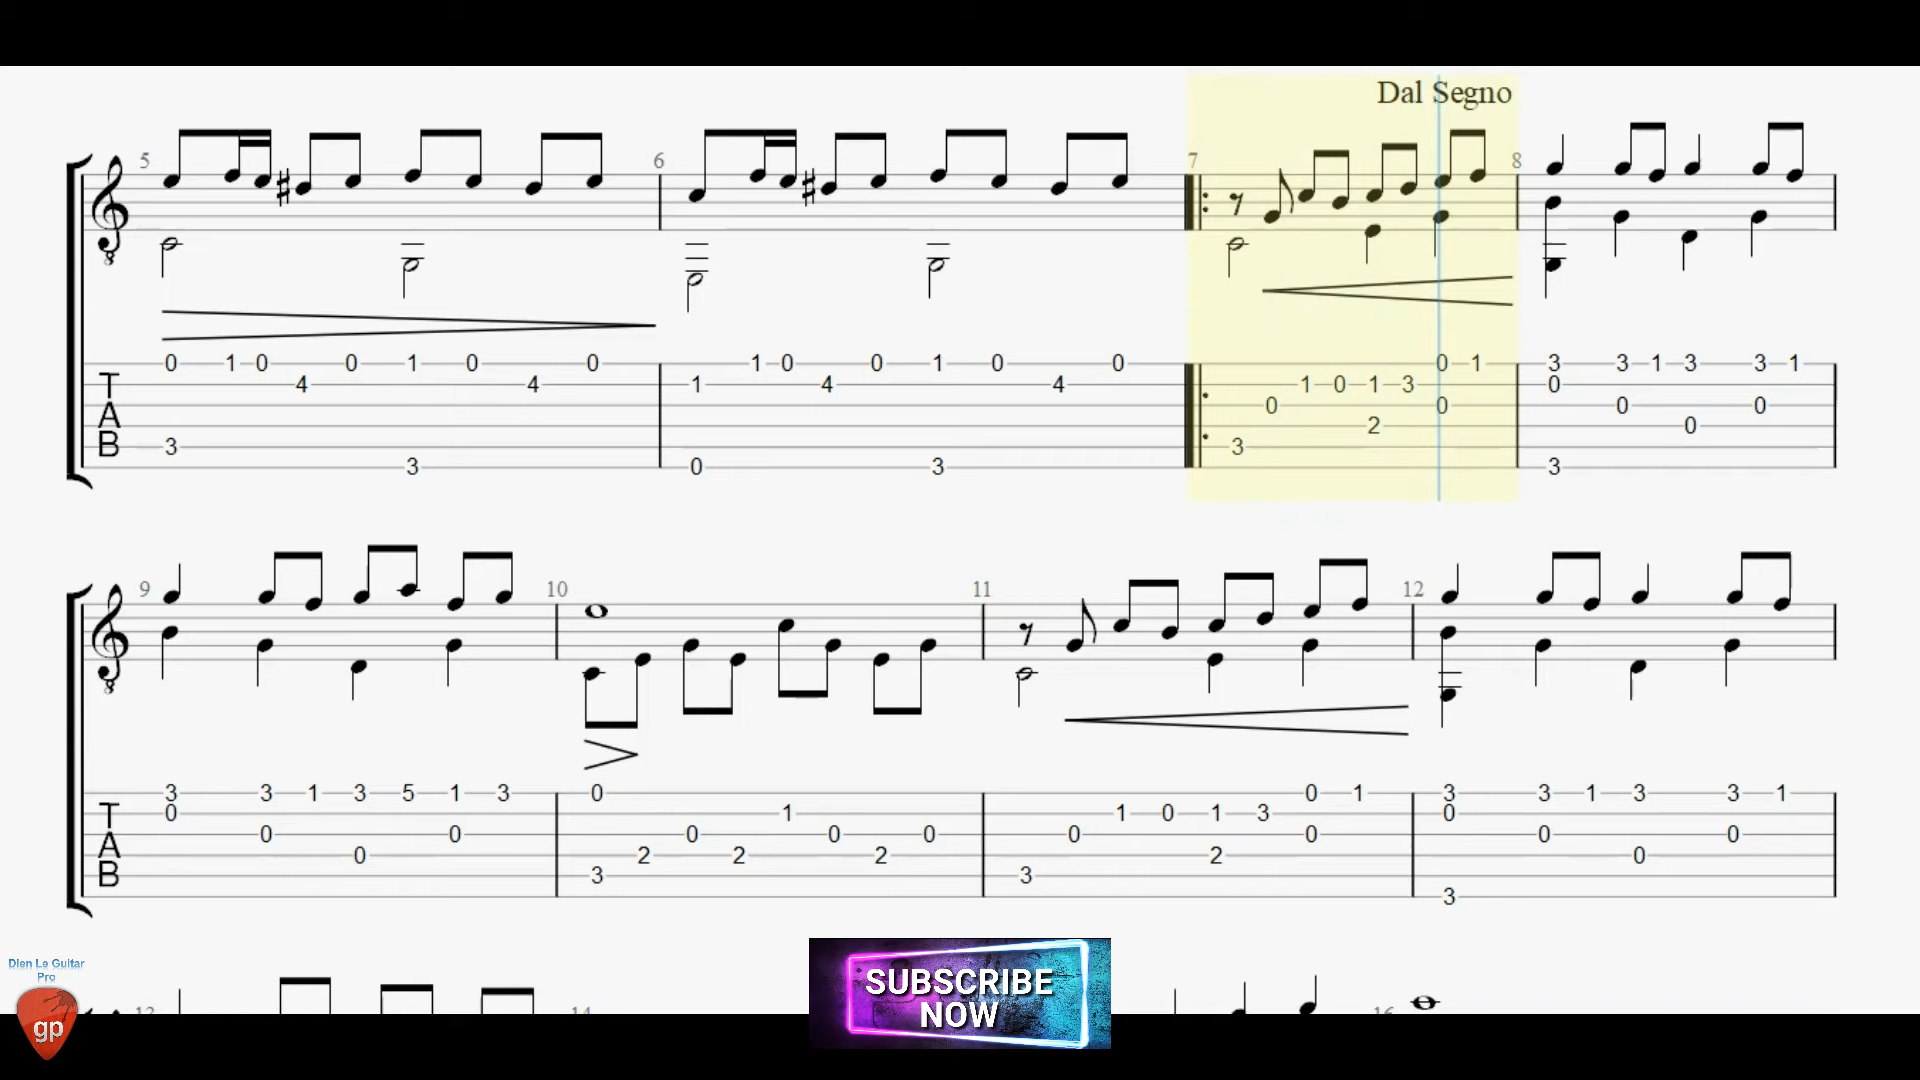 Dal Segno
5 6 7 8
0 1 0 0 1 0 0 1 0 0 1 0 0 0 1 3 3 1 3 3 1
T 4 4 1 4 4 1 0 1 3 0
A 0 0 0 0
2 0
B 3 3
3 0 3 3
9 10 11 12
3 3 1 3 5 1 3 0 0 1 3 3 1 3 3 1
T 0 1 1 0 1 3 0
A 0 0 0 0 0 0 0 0 0
0 2 2 2 2 0
B 3 3
3
Dien Le Guitar
Pro
SUBSCRIBE
NOW
gp